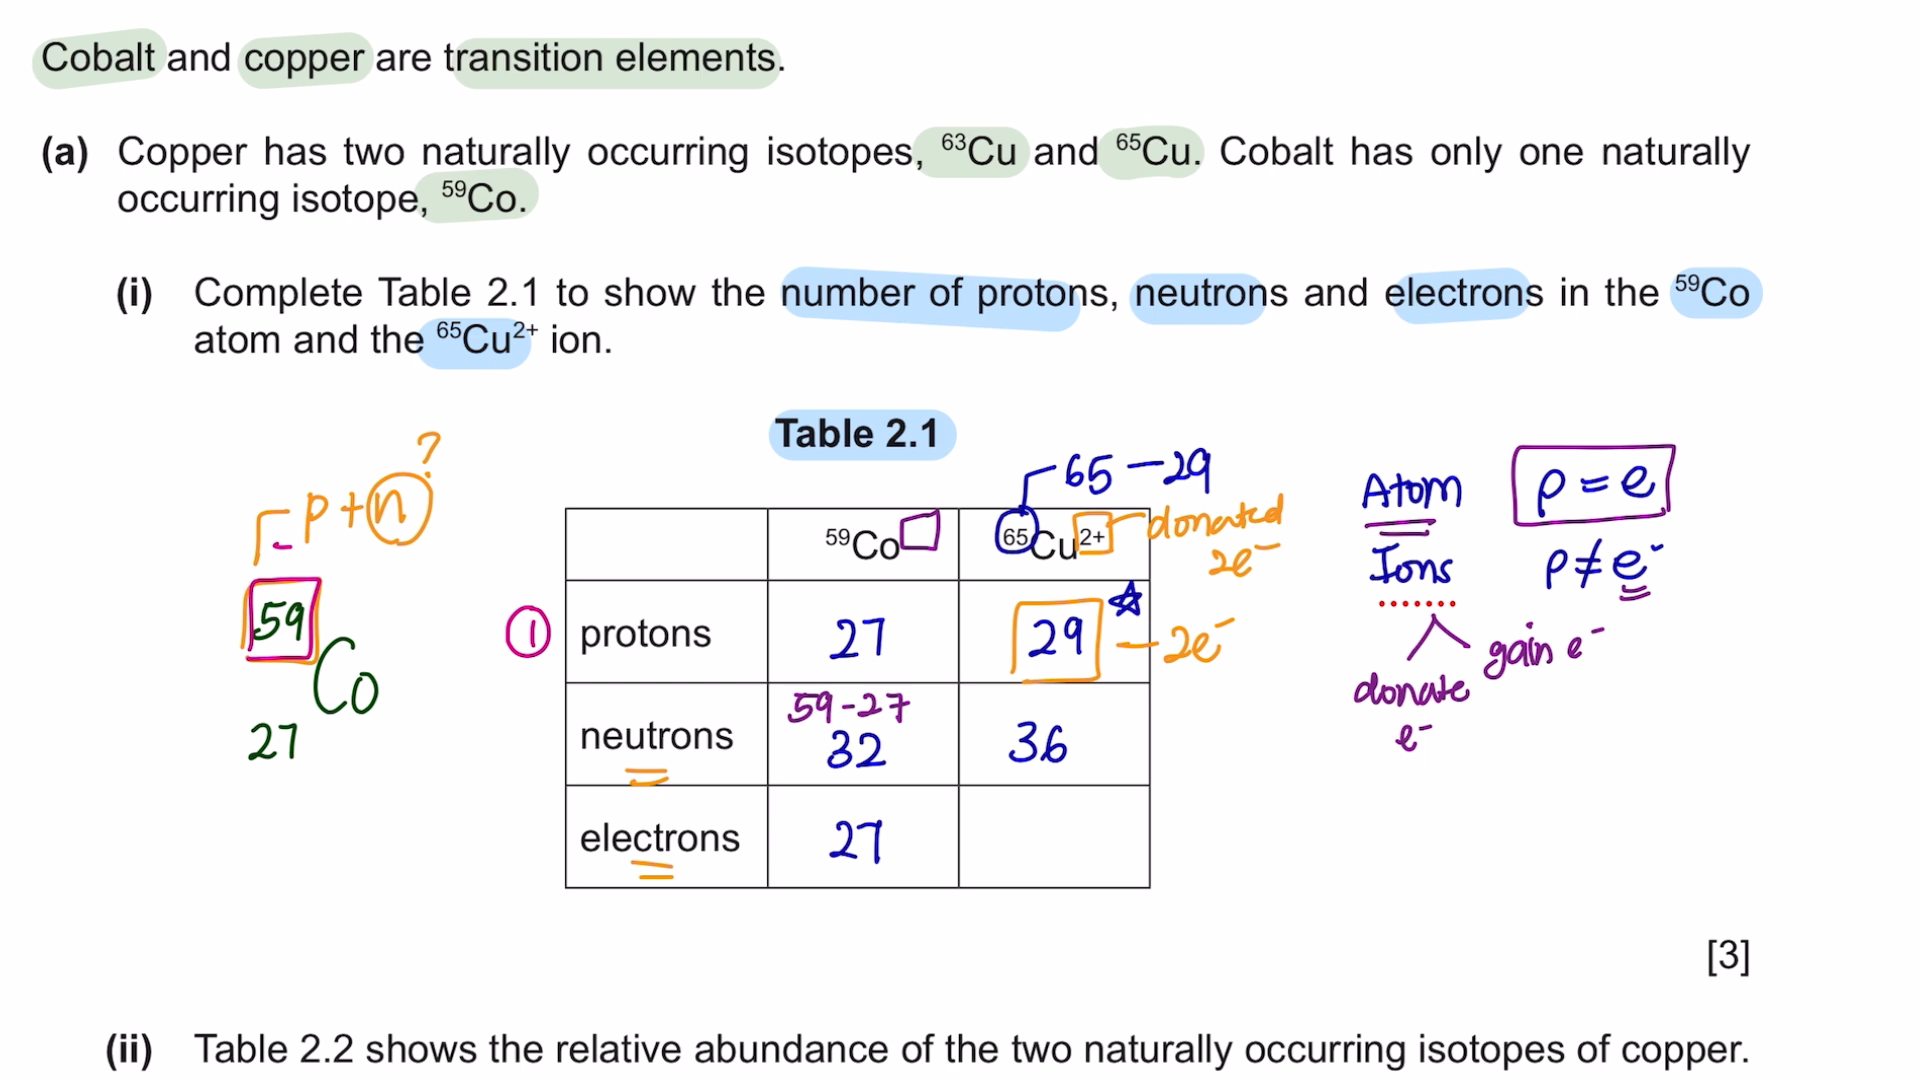 Cobalt and copper are transition elements.
(a) Copper has two naturally occurring isotopes, ⁶³Cu and ⁶⁵Cu. Cobalt has only one naturally
occurring isotope, ⁵⁹Co.
(i) Complete Table 2.1 to show the number of protons, neutrons and electrons in the ⁵⁹Co
atom and the ⁶⁵Cu²⁺ ion.
Table 2.1
?
p+n
59
Co
27
65-29
⁵⁹Co ⁶⁵Cu²⁺
donated
2e⁻
① protons 27 29 -2e⁻
59-27
neutrons 32 36
electrons 27
Atom p=e
Ions p≠e⁻
gain e⁻
donate
e⁻
[3]
(ii) Table 2.2 shows the relative abundance of the two naturally occurring isotopes of copper.